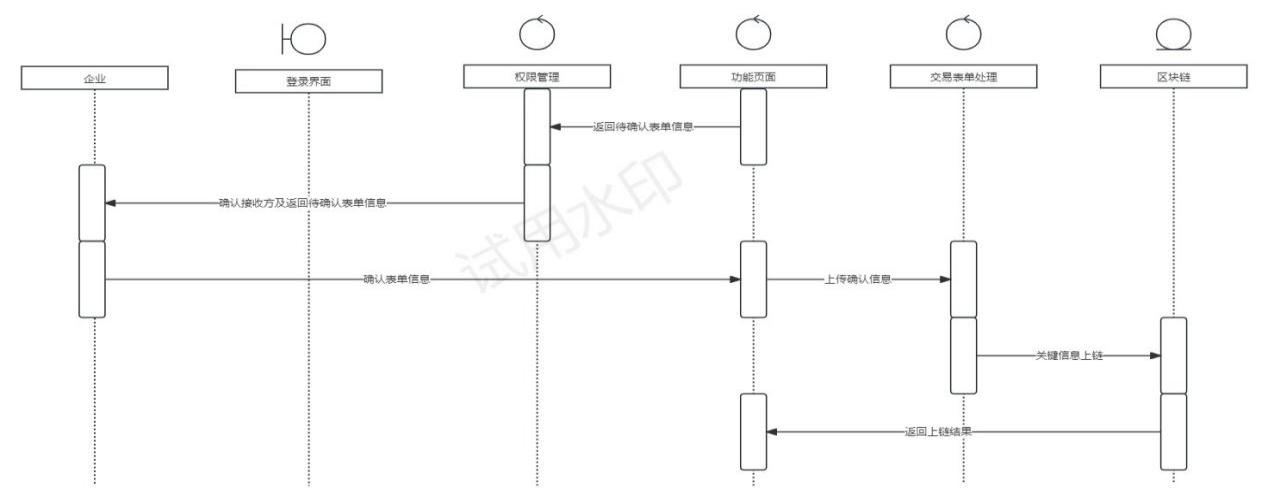 企业
登录界面
权限管理
功能页面
交易表单处理
区块链
返回待确认表单信息
确认接收方及返回待确认表单信息
确认表单信息
上传确认信息
关键信息上链
返回上链结果
试用水印